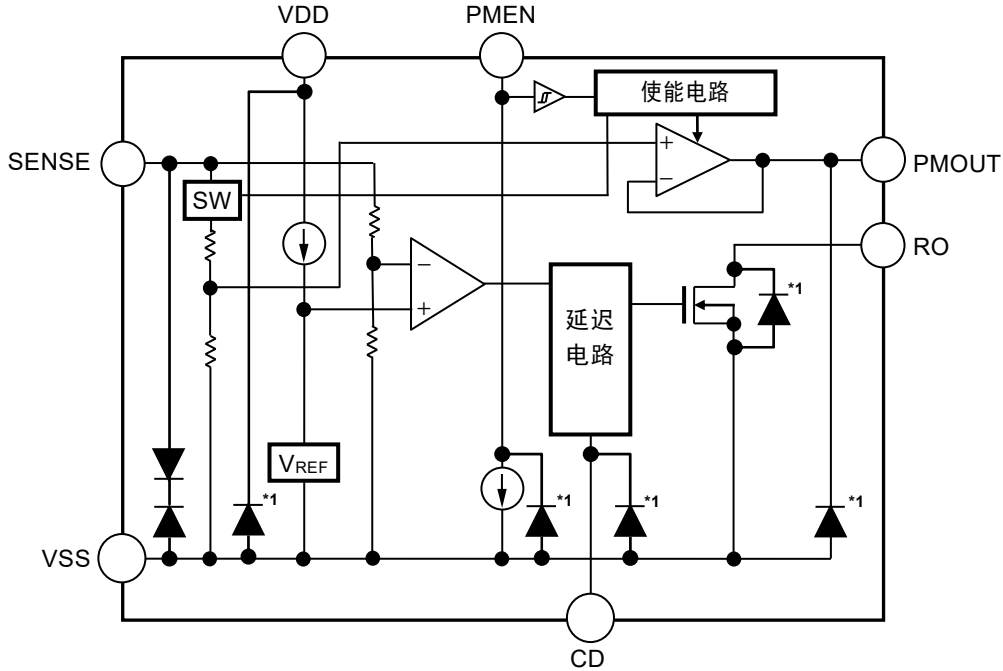 VDD
PMEN
使能电路
SENSE
+
−
PMOUT
SW
RO
−
+
*1
延迟
电路
VREF
*1
*1
*1
*1
VSS
CD